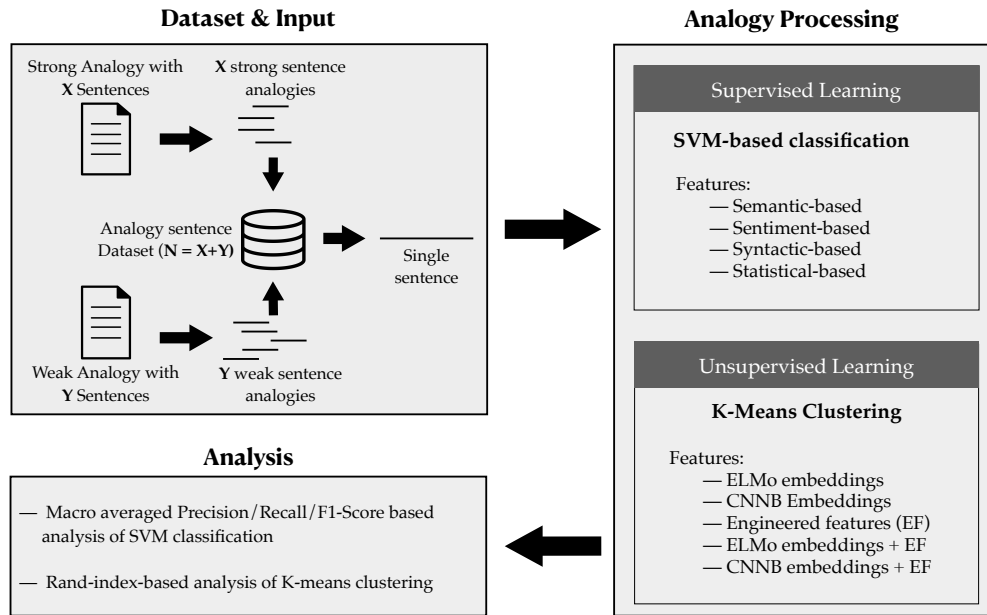 Dataset & Input
Strong Analogy with
X Sentences
X strong sentence
analogies
Analogy sentence
Dataset (N = X+Y)
Single
sentence
Weak Analogy with
Y Sentences
Y weak sentence
analogies
Analogy Processing
Supervised Learning
SVM-based classification
Features:
— Semantic-based
— Sentiment-based
— Syntactic-based
— Statistical-based
Unsupervised Learning
K-Means Clustering
Features:
— ELMo embeddings
— CNNB Embeddings
— Engineered features (EF)
— ELMo embeddings + EF
— CNNB embeddings + EF
Analysis
— Macro averaged Precision/Recall/F1-Score based
analysis of SVM classification
— Rand-index-based analysis of K-means clustering